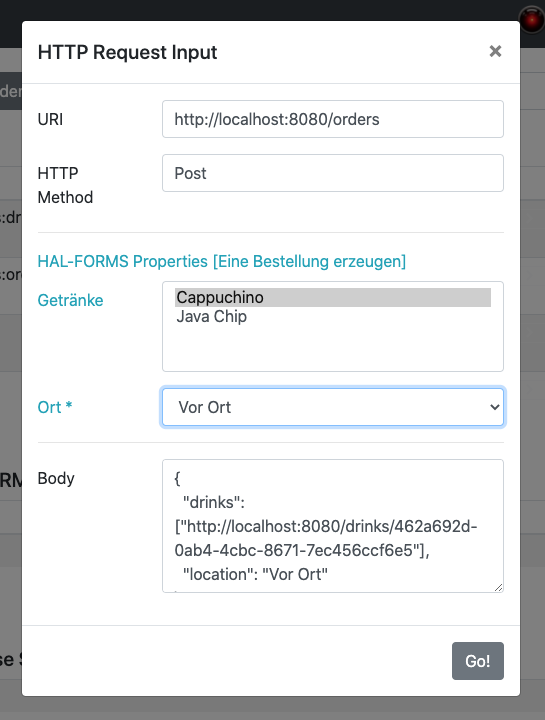 HTTP Request Input
×
URI
http://localhost:8080/orders
HTTP
Method
Post
HAL-FORMS Properties [Eine Bestellung erzeugen]
Getränke
Cappuchino
Java Chip
Ort *
Vor Ort
Body
{
"drinks":
["http://localhost:8080/drinks/462a692d-
0ab4-4cbc-8671-7ec456ccf6e5"],
"location": "Vor Ort"
Go!